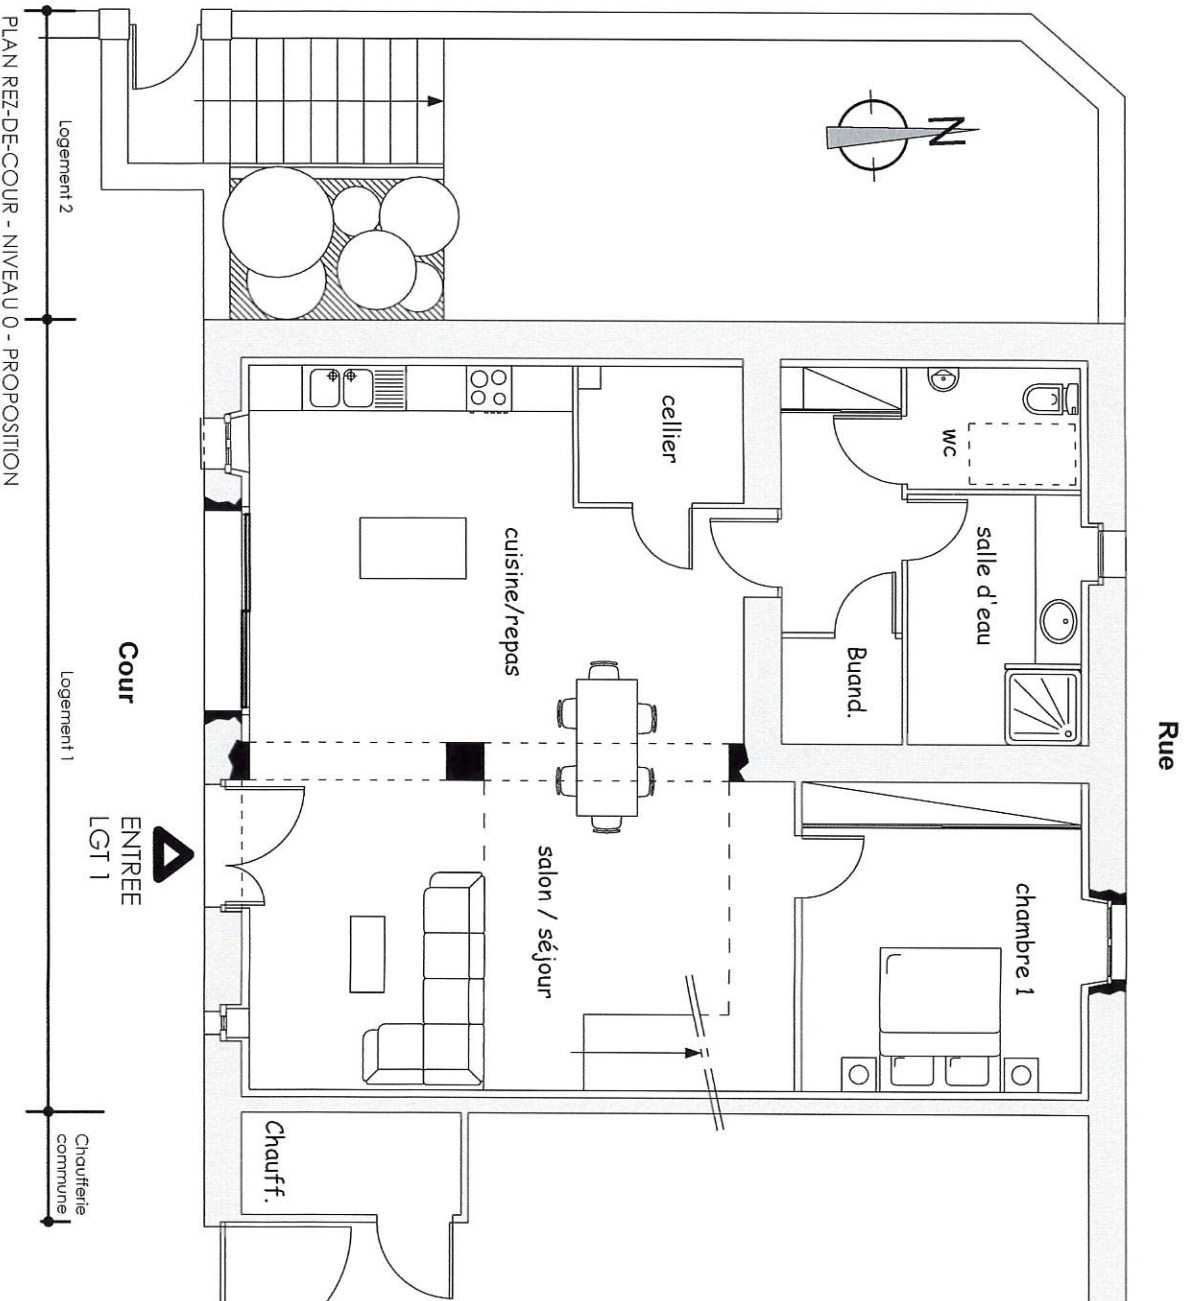 Rue
N
wc
salle d'eau
chambre 1
cellier
Buand.
cuisine/repas
salon / séjour
Chauff.
Cour
ENTREE
LGT 1
Logement 2
Logement 1
Chaufferie
commune
PLAN REZ-DE-COUR - NIVEAU 0 - PROPOSITION